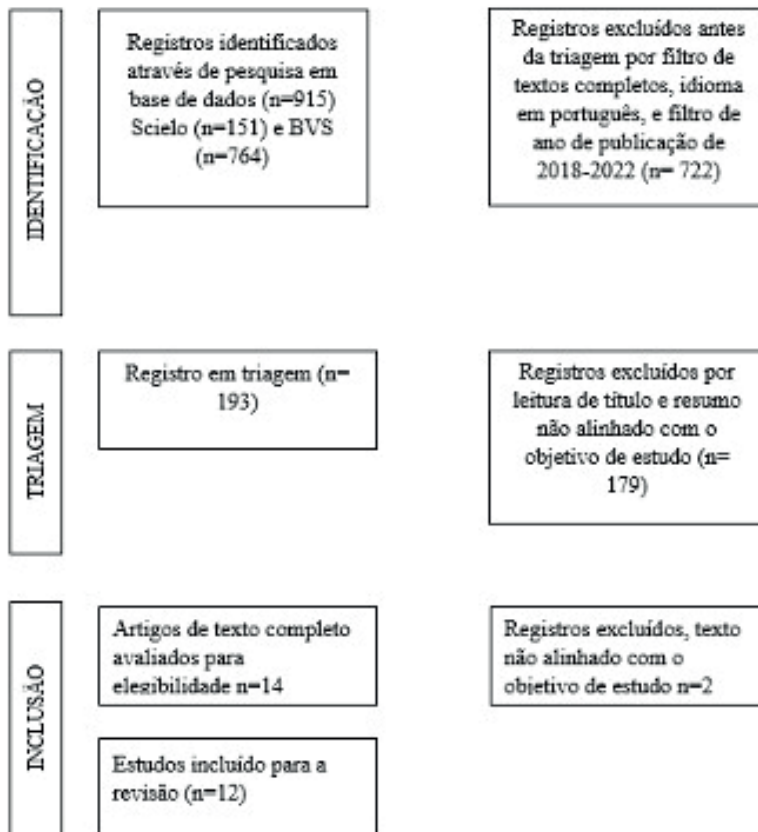 IDENTIFICAÇÃO
Registros identificados
através de pesquisa em
base de dados (n=915)
Scielo (n=151) e BVS
(n=764)
Registros excluídos antes
da triagem por filtro de
textos completos, idioma
em português, e filtro de
ano de publicação de
2018-2022 (n= 722)
TRIAGEM
Registro em triagem (n=
193)
Registros excluídos por
leitura de título e resumo
não alinhado com o
objetivo de estudo (n=
179)
INCLUSÃO
Artigos de texto completo
avaliados para
elegibilidade n=14
Registros excluídos, texto
não alinhado com o
objetivo de estudo n=2
Estudos incluído para a
revisão (n=12)